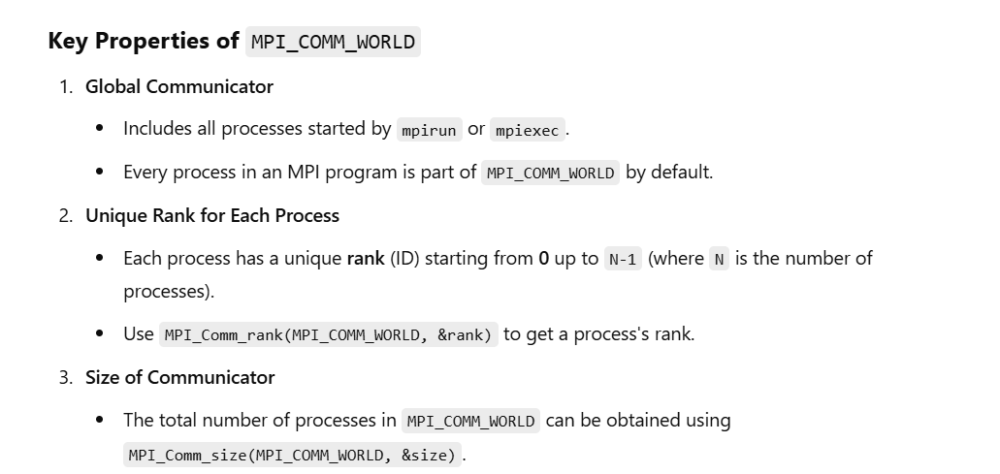 Key Properties of MPI_COMM_WORLD
1. Global Communicator
• Includes all processes started by mpirun or mpiexec.
• Every process in an MPI program is part of MPI_COMM_WORLD by default.
2. Unique Rank for Each Process
• Each process has a unique rank (ID) starting from 0 up to N-1 (where N is the number of
processes).
• Use MPI_Comm_rank(MPI_COMM_WORLD, &rank) to get a process's rank.
3. Size of Communicator
• The total number of processes in MPI_COMM_WORLD can be obtained using
MPI_Comm_size(MPI_COMM_WORLD, &size).